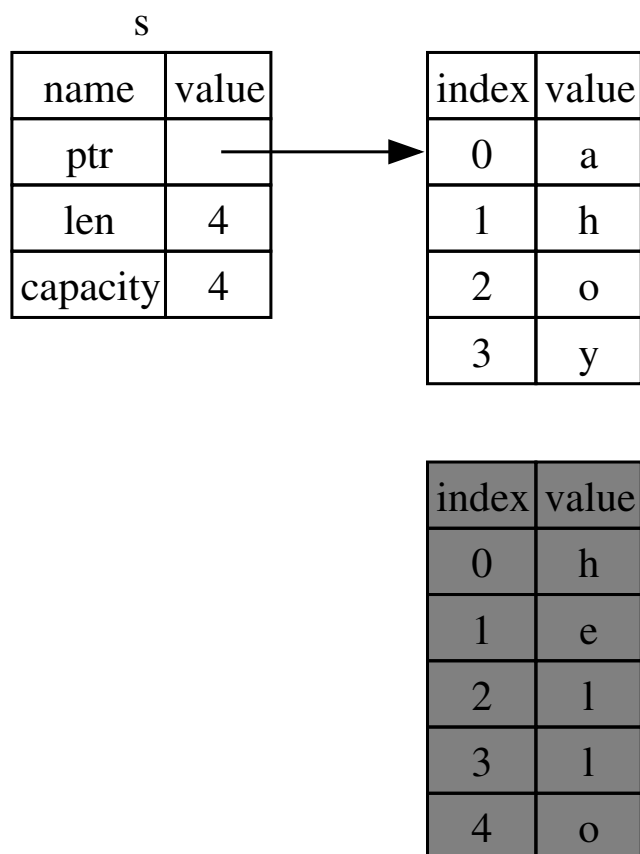 s
name value
ptr
len 4
capacity 4
index value
0 a
1 h
2 o
3 y
index value
0 h
1 e
2 l
3 l
4 o